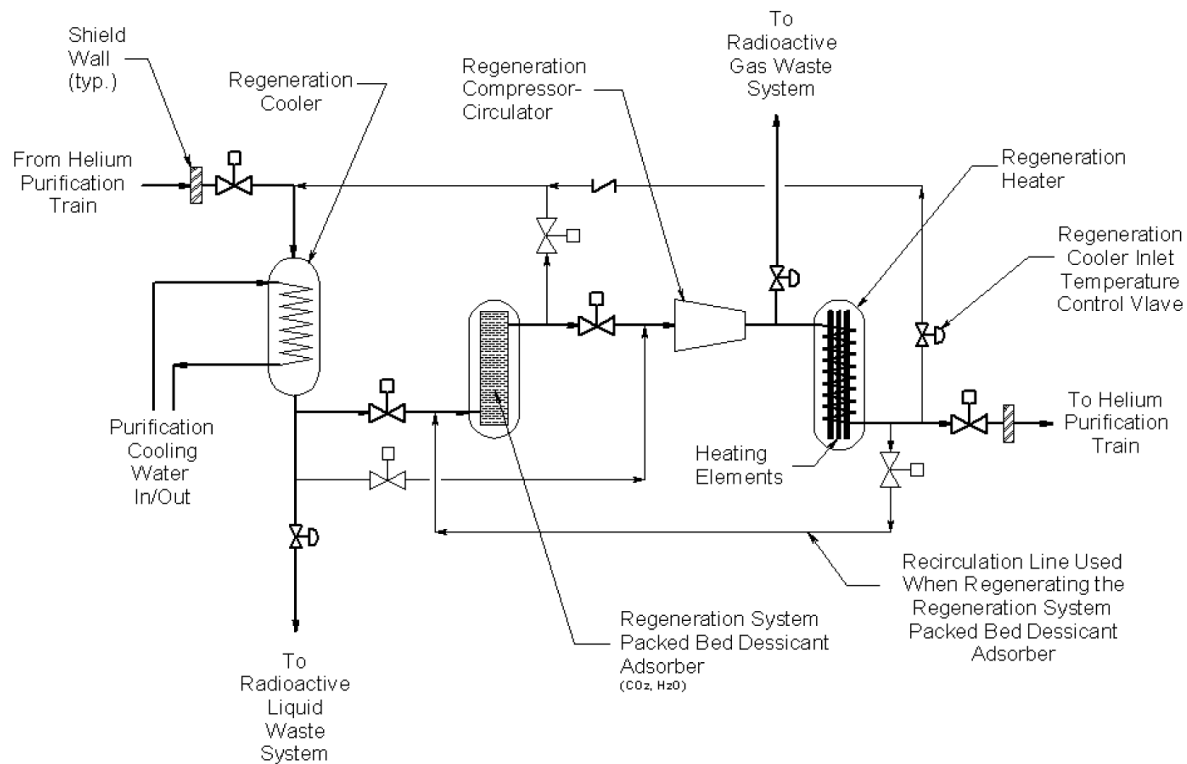 Shield
Wall
(typ.)
Regeneration
Cooler
Regeneration
Compressor-
Circulator
To
Radioactive
Gas Waste
System
From Helium
Purification
Train
Regeneration
Heater
Regeneration
Cooler Inlet
Temperature
Control Vlave
Purification
Cooling
Water
In/Out
Heating
Elements
To Helium
Purification
Train
Regeneration System
Packed Bed Dessicant
Adsorber
(CO2, H2O)
Recirculation Line Used
When Regenerating the
Regeneration System
Packed Bed Dessicant
Adsorber
To
Radioactive
Liquid
Waste
System